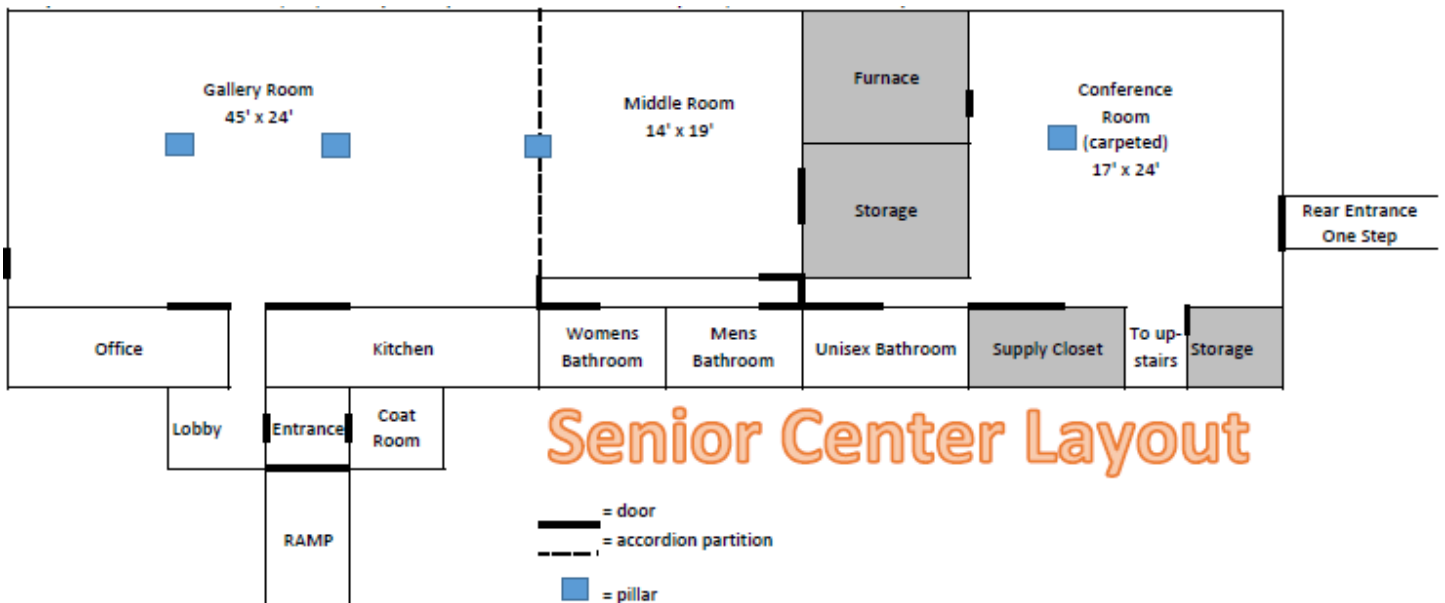 Gallery Room
45' x 24'
Middle Room
14' x 19'
Furnace
Storage
Conference
Room
(carpeted)
17' x 24'
Rear Entrance
One Step
Office
Kitchen
Womens
Bathroom
Mens
Bathroom
Unisex Bathroom
Supply Closet
To up-
stairs
Storage
Lobby
Entrance
Coat
Room
Senior Center Layout
RAMP
= door
= accordion partition
= pillar